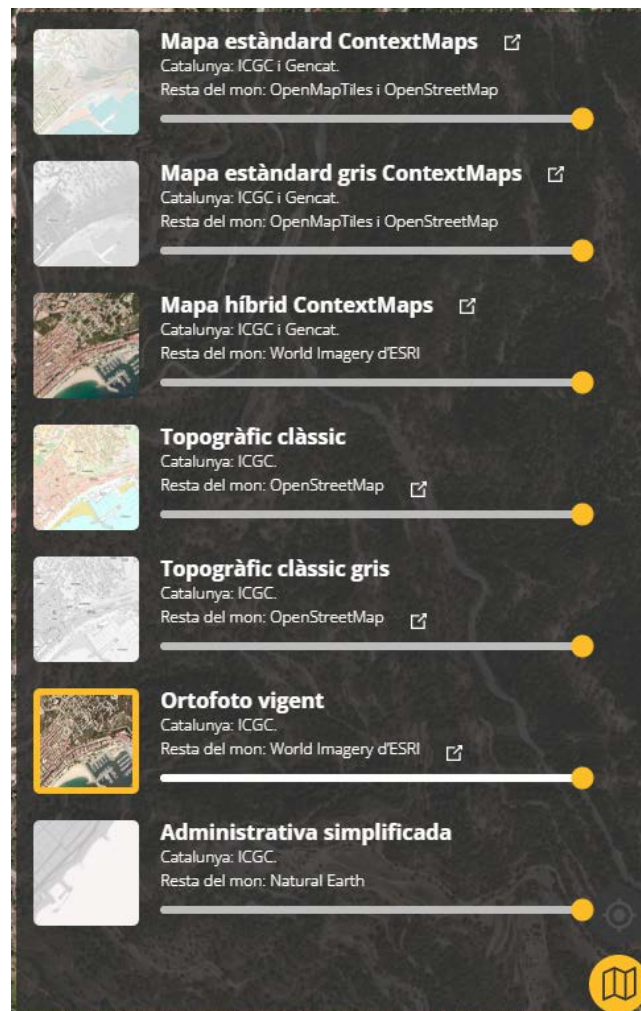 Mapa estàndard ContextMaps
Catalunya: ICGC i Gencat.
Resta del mon: OpenMapTiles i OpenStreetMap
Mapa estàndard gris ContextMaps
Catalunya: ICGC i Gencat.
Resta del mon: OpenMapTiles i OpenStreetMap
Mapa híbrid ContextMaps
Catalunya: ICGC i Gencat.
Resta del mon: World Imagery d'ESRI
Topogràfic clàssic
Catalunya: ICGC.
Resta del mon: OpenStreetMap
Topogràfic clàssic gris
Catalunya: ICGC.
Resta del mon: OpenStreetMap
Ortofoto vigent
Catalunya: ICGC.
Resta del mon: World Imagery d'ESRI
Administrativa simplificada
Catalunya: ICGC.
Resta del mon: Natural Earth